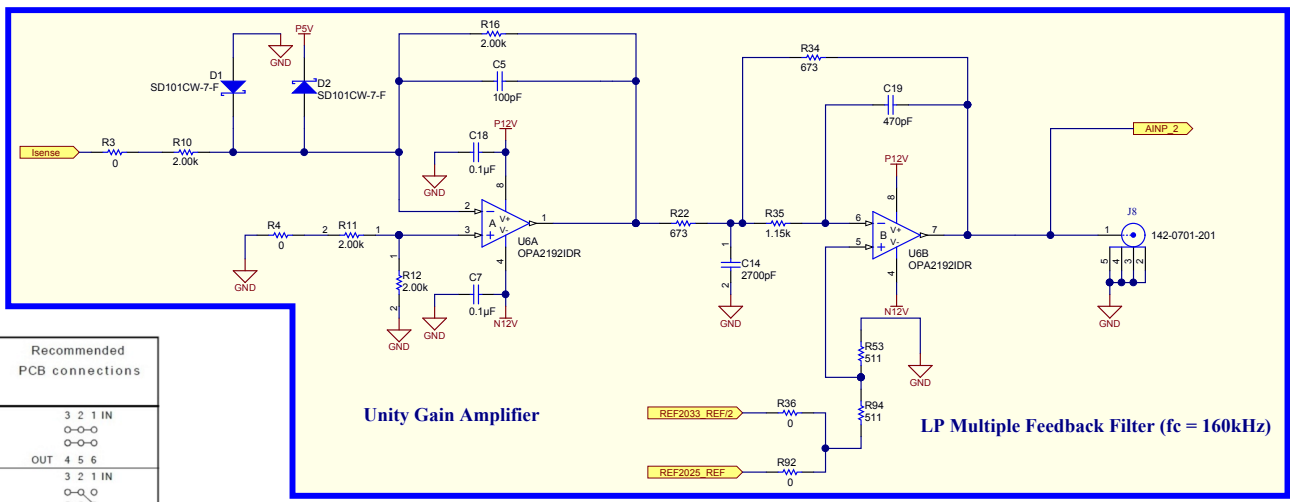 R16
2.00k
P5V
GND
D1
SD101CW-7-F
D2
SD101CW-7-F
C5
100pF
R34
673
C19
470pF
AINP_2
Isense
R3
0
R10
2.00k
C18
0.1µF
P12V
GND
8
2
3
A
V+
V-
1
4
U6A
OPA2192IDR
R4
0
2
R11
2.00k
1
GND
1
R12
2.00k
2
GND
C7
0.1µF
GND
N12V
R22
673
R35
1.15k
1
C14
2700pF
2
GND
P12V
8
6
5
B
V+
V-
7
4
U6B
OPA2192IDR
N12V
J8
1
142-0701-201
5 4 3 2
GND
R53
511
GND
R94
511
REF2033_REF/2
R36
0
REF2025_REF
R92
0
Unity Gain Amplifier
LP Multiple Feedback Filter (fc = 160kHz)
Recommended
PCB connections
3 2 1 IN
OUT 4 5 6
3 2 1 IN